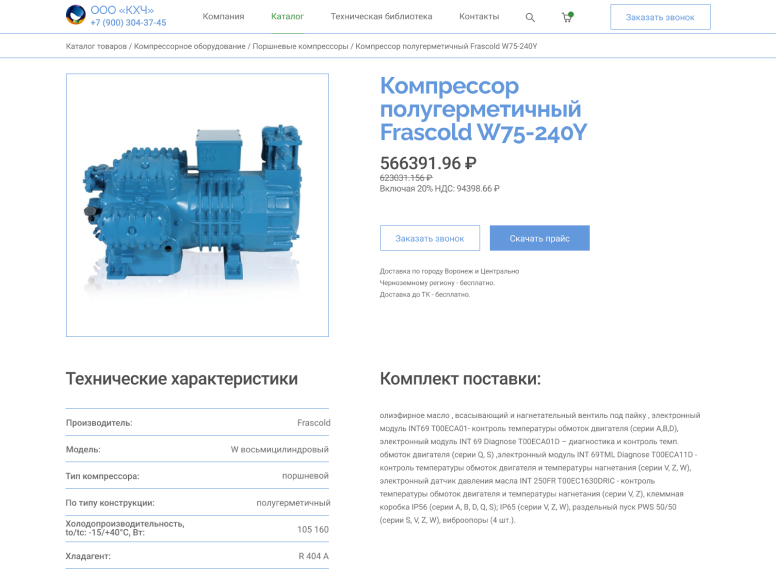 ООО «КХЧ»
+7 (900) 304-37-45
Компания
Каталог
Техническая библиотека
Контакты
Заказать звонок
Каталог товаров / Компрессорное оборудование / Поршневые компрессоры / Компрессор полугерметичный Frascold W75-240Y
Компрессор
полугерметичный
Frascold W75-240Y
566391.96 ₽
623031.156 ₽
Включая 20% НДС: 94398.66 ₽
Заказать звонок
Скачать прайс
Доставка по городу Воронеж и Центрально
Черноземному региону - бесплатно.
Доставка до ТК - бесплатно.
Технические характеристики
Производитель: Frascold
Модель: W восьмицилиндровый
Тип компрессора: поршневой
По типу конструкции: полугерметичный
Холодопроизводительность,
to/tc: -15/+40°C, Вт: 105 160
Хладагент: R 404 A
Комплект поставки:
олиэфирное масло , всасывающий и нагнетательный вентиль под пайку , электронный
модуль INT69 T00ECA01- контроль температуры обмоток двигателя (серии A,B,D),
электронный модуль INT 69 Diagnose T00ECA01D – диагностика и контроль темп.
обмоток двигателя (серии Q, S) ,электронный модуль INT 69TML Diagnose T00ECA11D -
контроль температуры обмоток двигателя и температуры нагнетания (серии V, Z, W),
электронный датчик давления масла INT 250FR T00EC1630DRIC - контроль
температуры обмоток двигателя и температуры нагнетания (серии V, Z), клеммная
коробка IP56 (серии A, B, D, Q, S); IP65 (серии V, Z, W), раздельный пуск PWS 50/50
(серии S, V, Z, W), виброопоры (4 шт.).